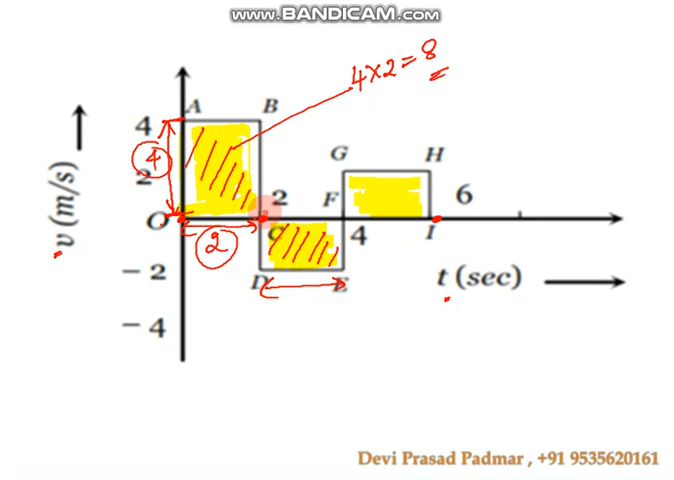 WWW.BANDICAM.COM
4×2=8
A B
4
4
2
G H
2
F
6
O
C
4
I
2
v (m/s)
-2
D E
t (sec)
-4
Devi Prasad Padmar , +91 9535620161